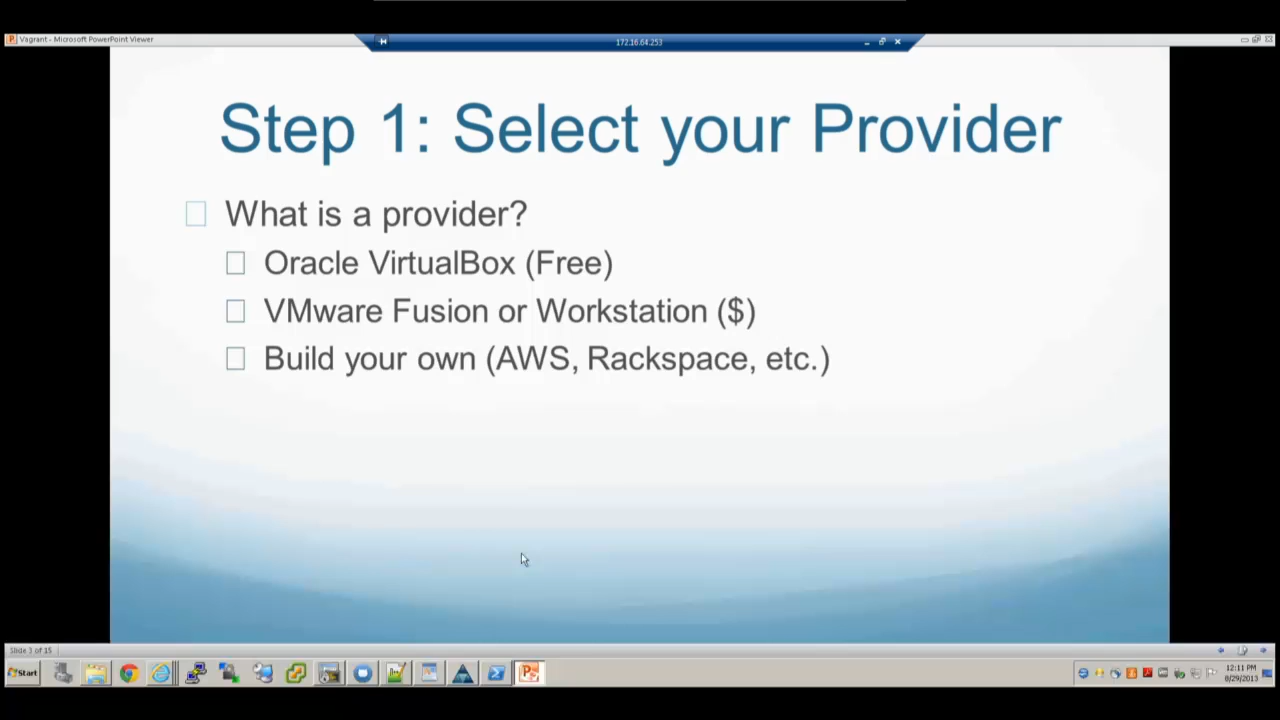 Vagrant - Microsoft PowerPoint Viewer
172.16.64.253
Step 1: Select your Provider
What is a provider?
Oracle VirtualBox (Free)
VMware Fusion or Workstation ($)
Build your own (AWS, Rackspace, etc.)
Slide 3 of 15
Start
12:11 PM
8/29/2013